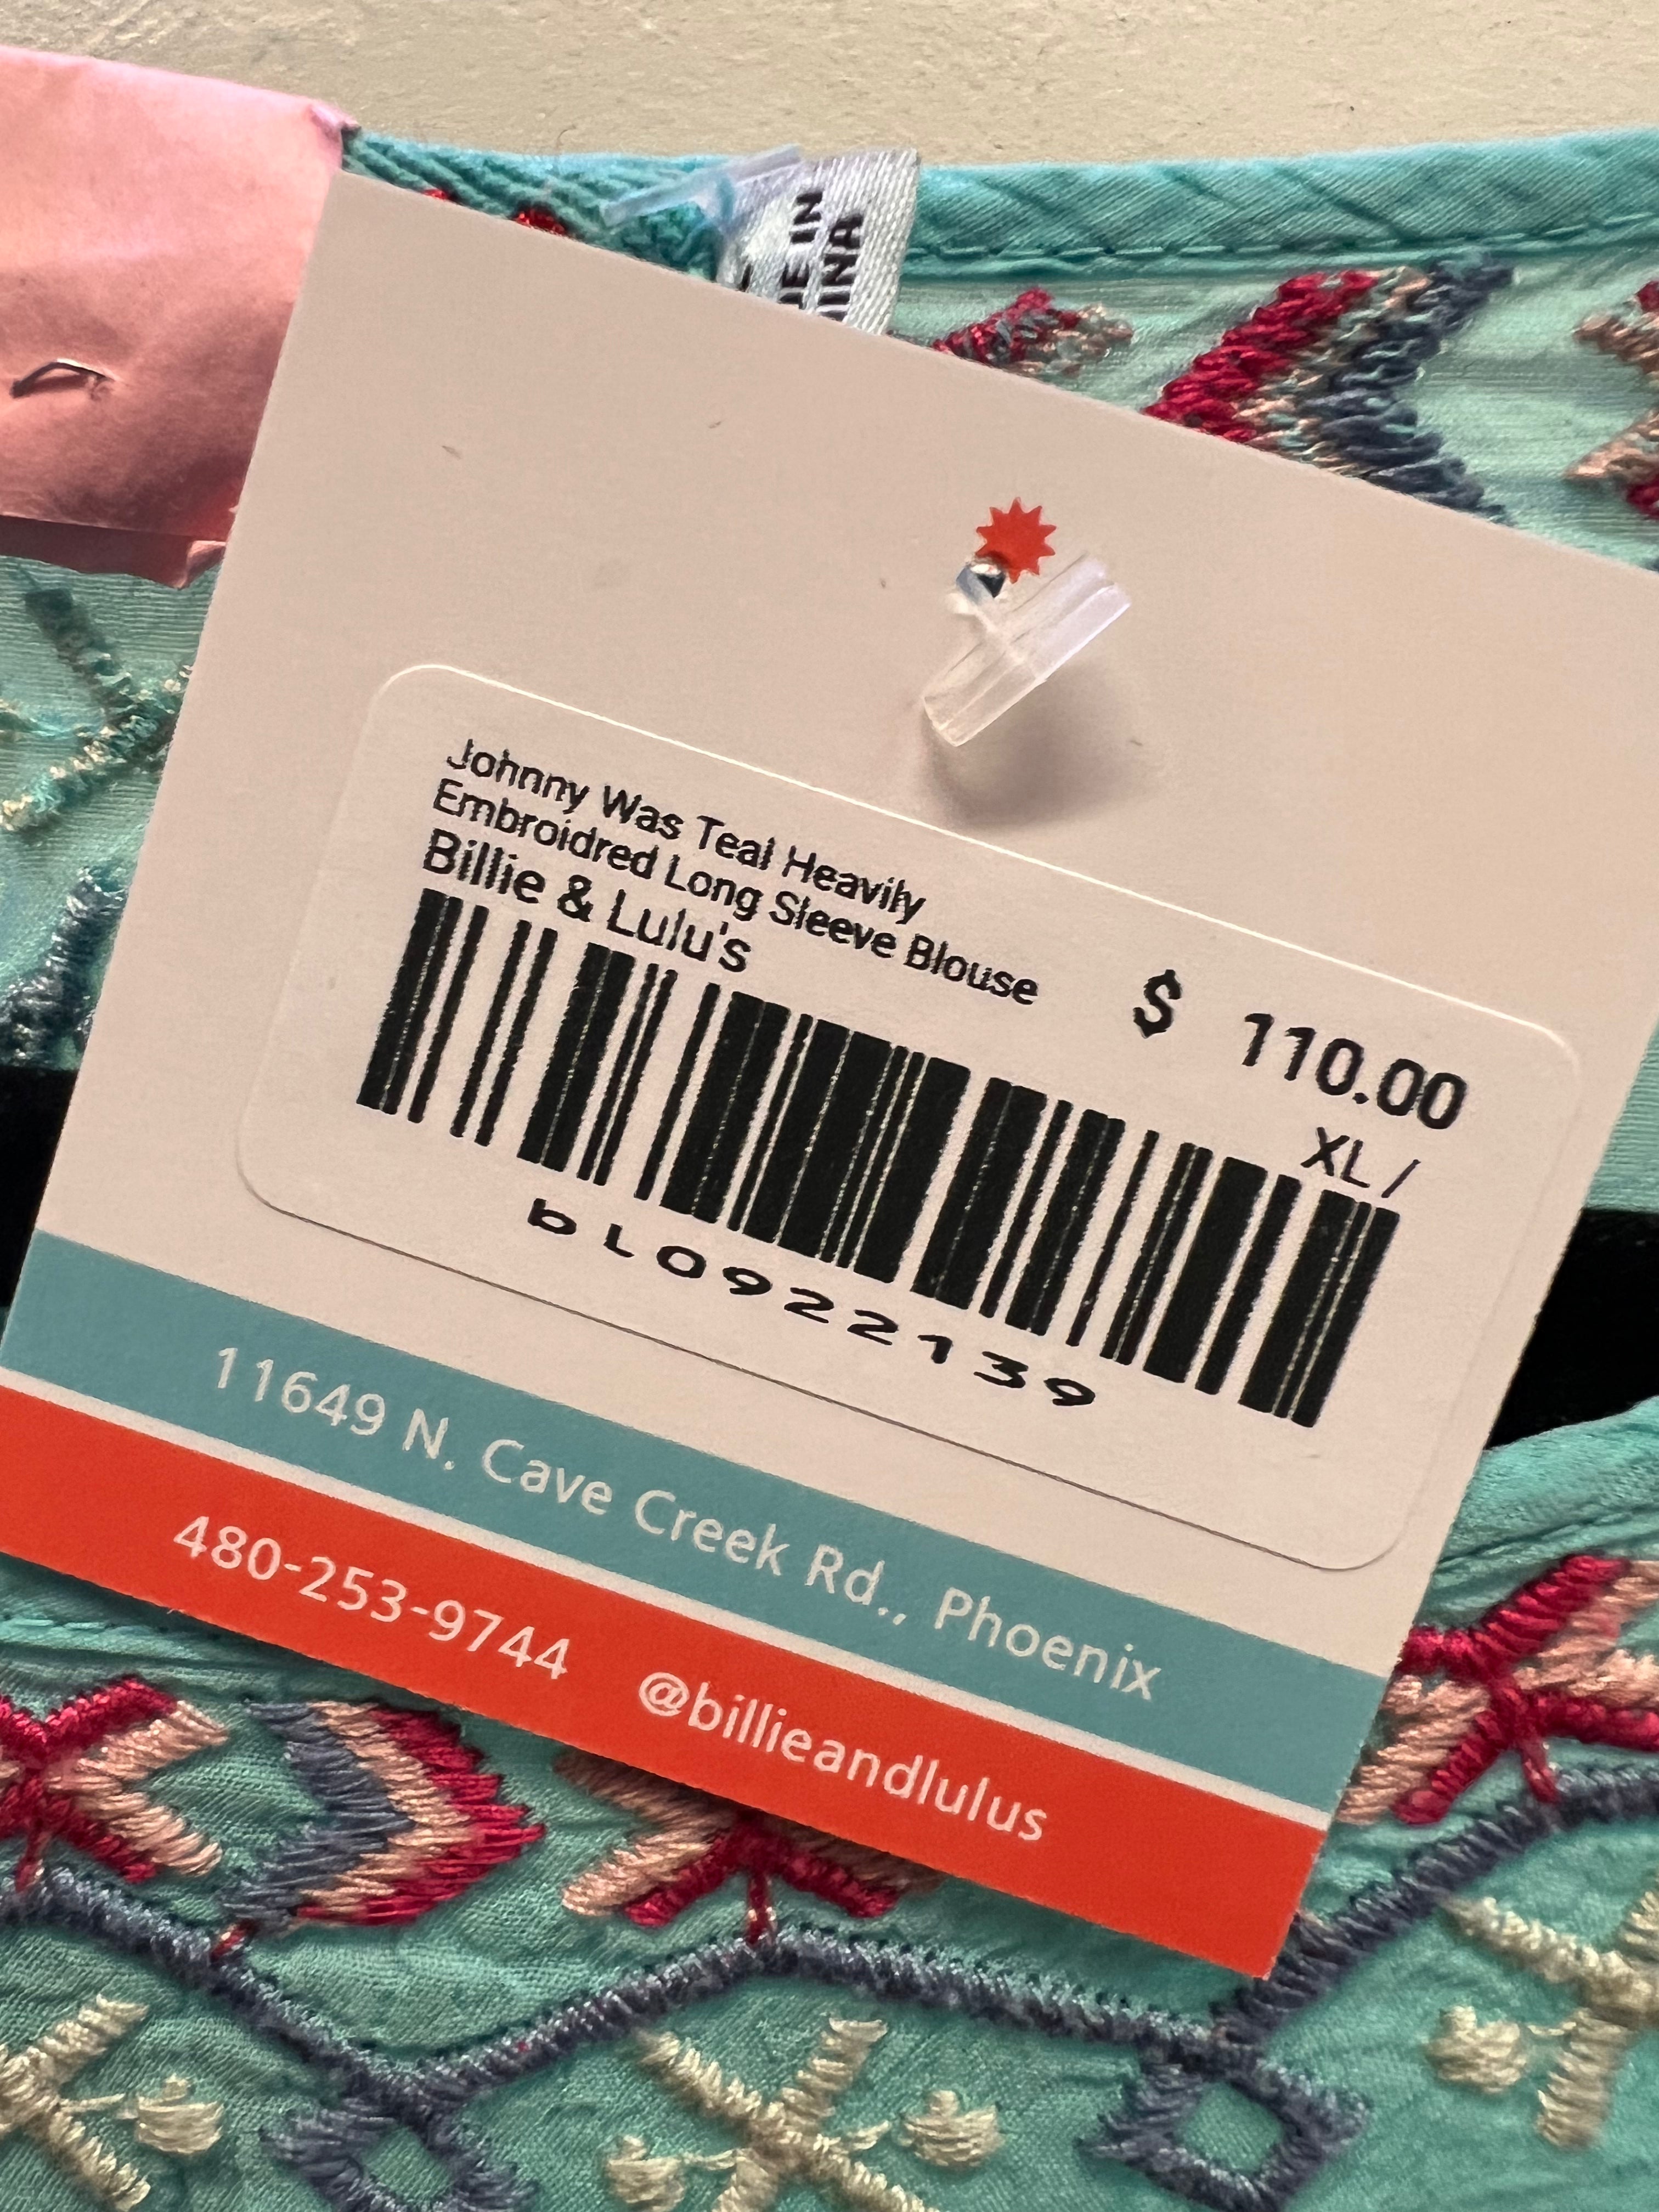 Johnny Was Teal Heavily
Embroidred Long Sleeve Blouse
Billie & Lulu's
$ 110.00
XL /
bL0922139
11649 N. Cave Creek Rd., Phoenix
480-253-9744 @billieandlulus